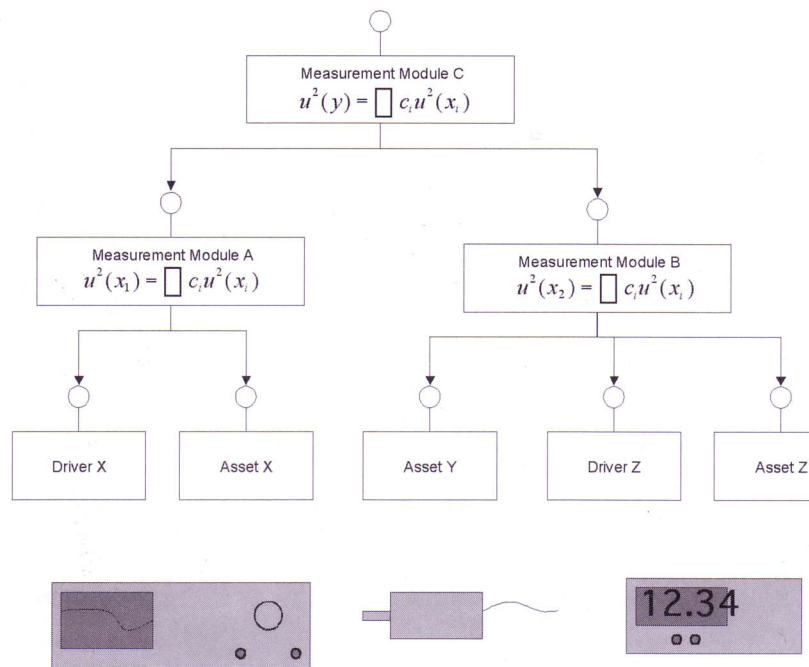 Measurement Module C
u²(y) = □ cᵢu²(xᵢ)
Measurement Module A
u²(x₁) = □ cᵢu²(xᵢ)
Measurement Module B
u²(x₂) = □ cᵢu²(xᵢ)
Driver X
Asset X
Asset Y
Driver Z
Asset Z
12.34